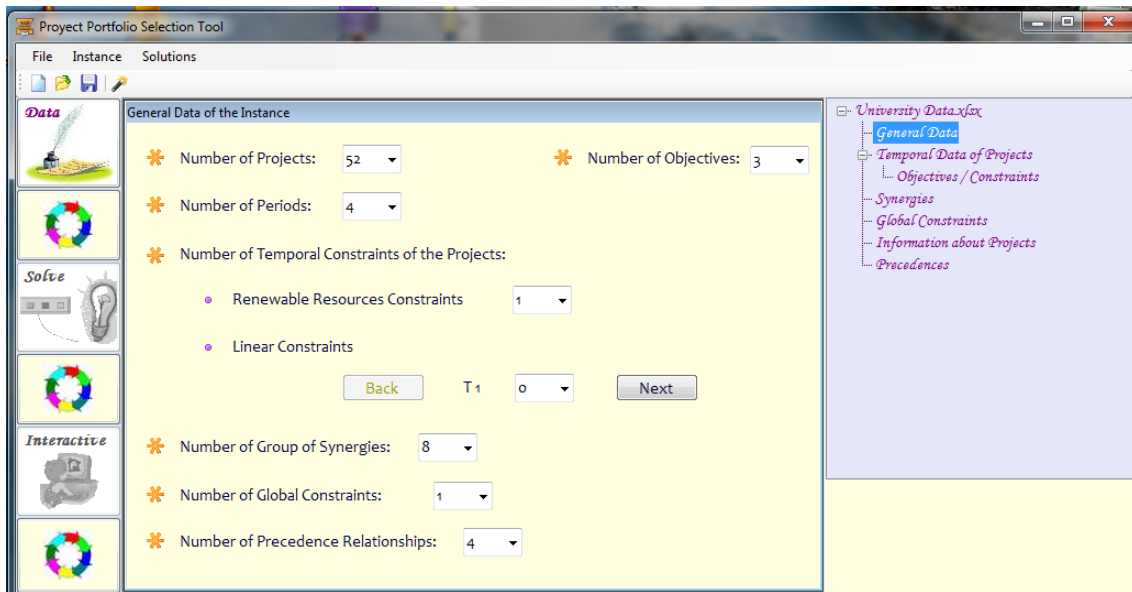 Proyect Portfolio Selection Tool
File Instance Solutions
Data
Solve
Interactive
General Data of the Instance
Number of Projects: 52 Number of Objectives: 3
Number of Periods: 4
Number of Temporal Constraints of the Projects:
Renewable Resources Constraints 1
Linear Constraints
Back T 1 0 Next
Number of Group of Synergies: 8
Number of Global Constraints: 1
Number of Precedence Relationships: 4
University Data.xlsx
General Data
Temporal Data of Projects
Objectives / Constraints
Synergies
Global Constraints
Information about Projects
Precedences